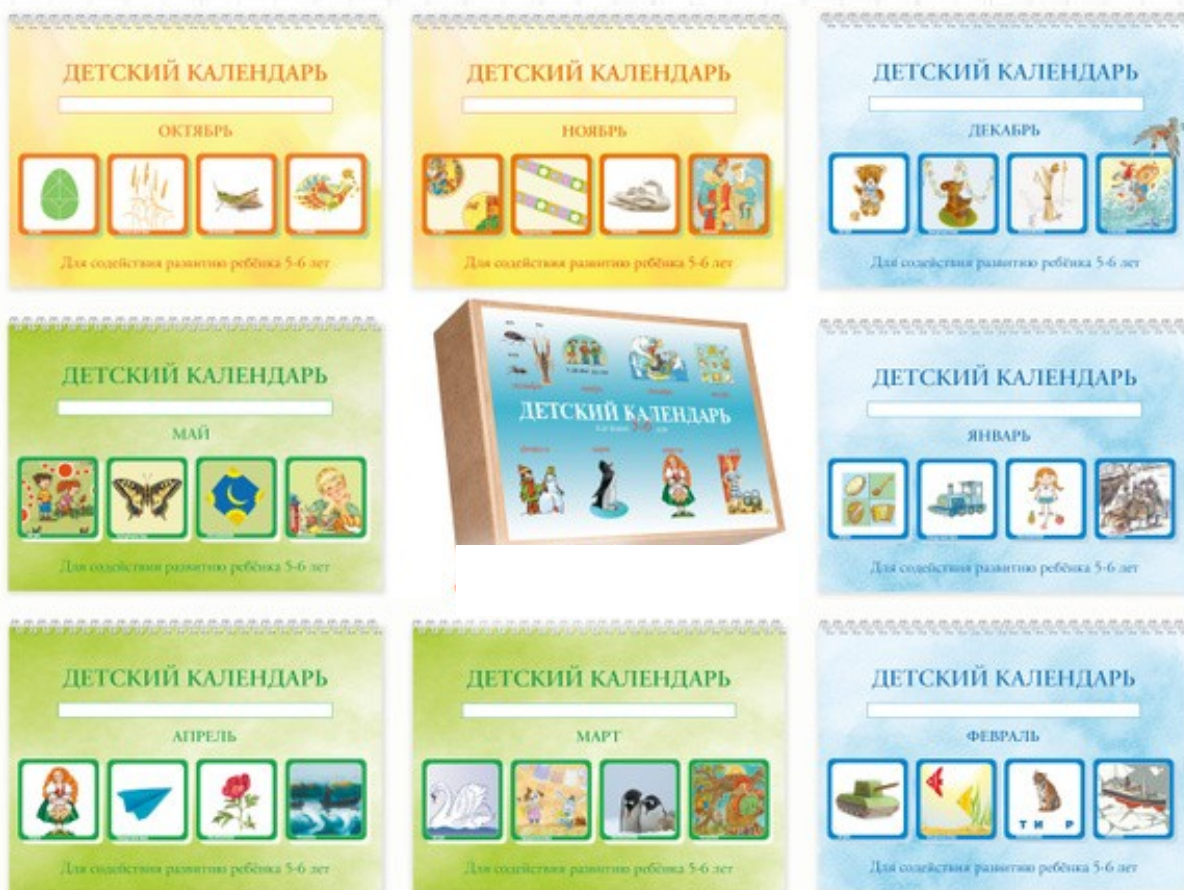 ДЕТСКИЙ КАЛЕНДАРЬ
ОКТЯБРЬ
Для содействия развитию ребёнка 5-6 лет
ДЕТСКИЙ КАЛЕНДАРЬ
НОЯБРЬ
Для содействия развитию ребёнка 5-6 лет
ДЕТСКИЙ КАЛЕНДАРЬ
ДЕКАБРЬ
Для содействия развитию ребёнка 5-6 лет
ДЕТСКИЙ КАЛЕНДАРЬ
МАЙ
Для содействия развитию ребёнка 5-6 лет
ДЕТСКИЙ КАЛЕНДАРЬ
5-6
ДЕТСКИЙ КАЛЕНДАРЬ
ЯНВАРЬ
Для содействия развитию ребёнка 5-6 лет
ДЕТСКИЙ КАЛЕНДАРЬ
АПРЕЛЬ
Для содействия развитию ребёнка 5-6 лет
ДЕТСКИЙ КАЛЕНДАРЬ
МАРТ
Для содействия развитию ребёнка 5-6 лет
ДЕТСКИЙ КАЛЕНДАРЬ
ФЕВРАЛЬ
Т И Р
Для содействия развитию ребёнка 5-6 лет